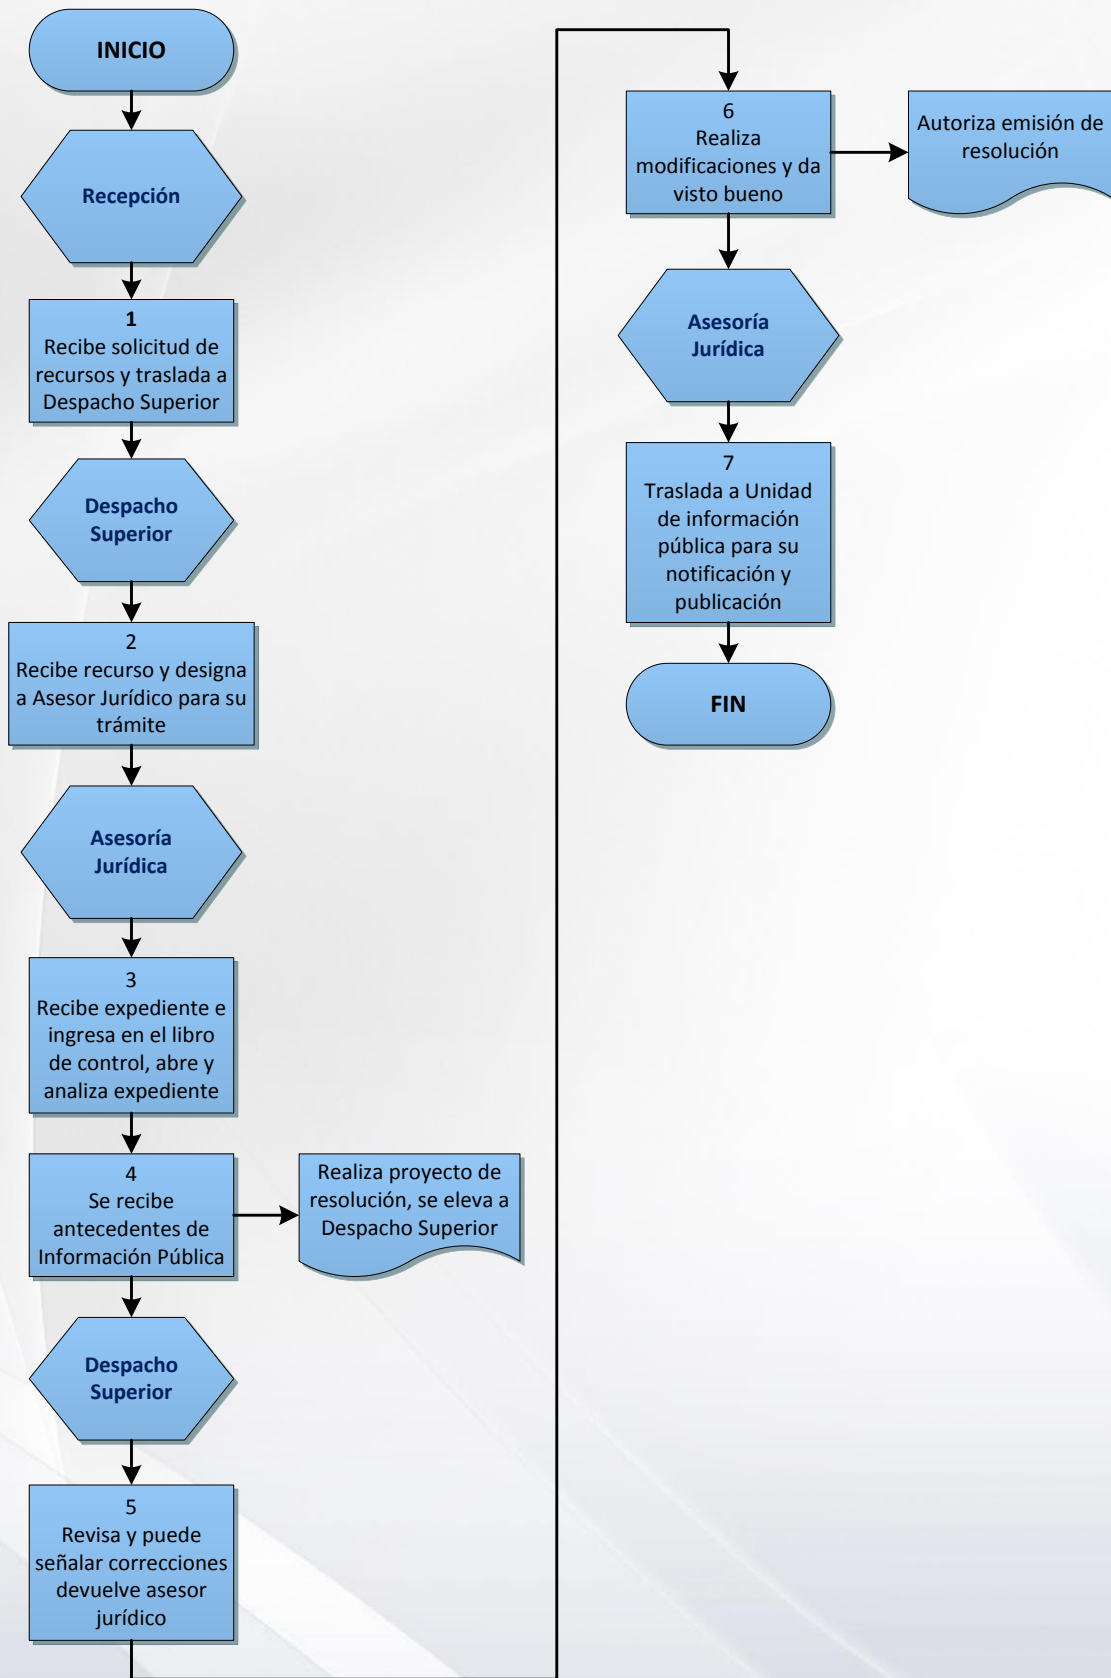 INICIO
Recepción
1
Recibe solicitud de
recursos y traslada a
Despacho Superior
Despacho
Superior
2
Recibe recurso y designa
a Asesor Jurídico para su
trámite
Asesoría
Jurídica
3
Recibe expediente e
ingresa en el libro
de control, abre y
analiza expediente
4
Se recibe
antecedentes de
Información Pública
Realiza proyecto de
resolución, se eleva a
Despacho Superior
Despacho
Superior
5
Revisa y puede
señalar correcciones
devuelve asesor
jurídico
6
Realiza
modificaciones y da
visto bueno
Autoriza emisión de
resolución
Asesoría
Jurídica
7
Traslada a Unidad
de información
pública para su
notificación y
publicación
FIN